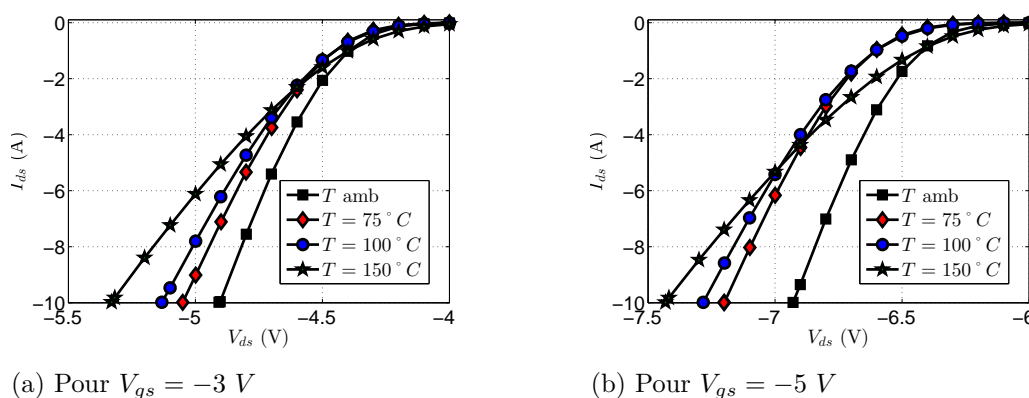 0
−2
−4
−6
−8
−10
I_ds (A)
−5.5 −5 −4.5 −4
V_ds (V)
T amb
T = 75°C
T = 100°C
T = 150°C
(a) Pour V_gs = −3 V
0
−2
−4
−6
−8
−10
I_ds (A)
−7.5 −7 −6.5 −6
V_ds (V)
T amb
T = 75°C
T = 100°C
T = 150°C
(b) Pour V_gs = −5 V